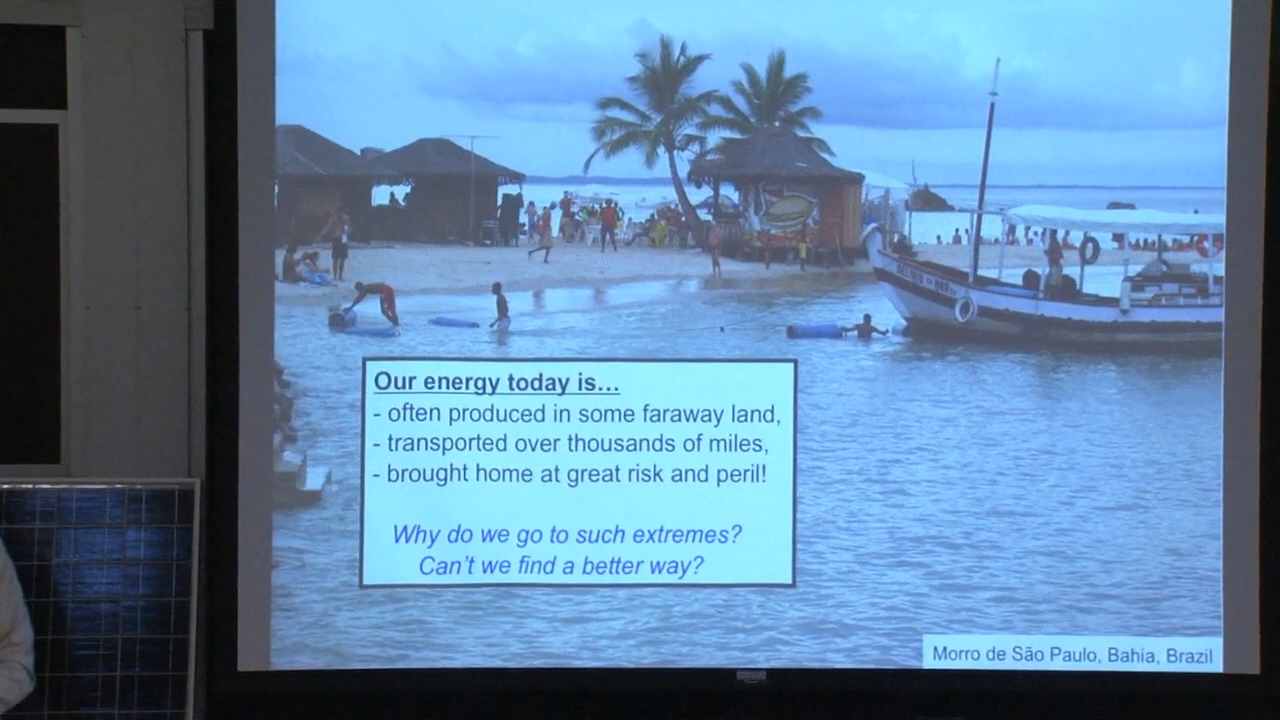 Our energy today is…
- often produced in some faraway land,
- transported over thousands of miles,
- brought home at great risk and peril!
Why do we go to such extremes?
Can't we find a better way?
Morro de São Paulo, Bahia, Brazil